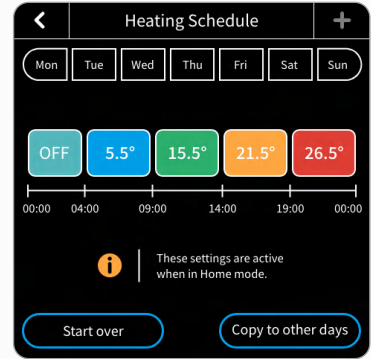 Heating Schedule
Mon Tue Wed Thu Fri Sat Sun
OFF 5.5° 15.5° 21.5° 26.5°
00:00 04:00 09:00 14:00 19:00 00:00
These settings are active
when in Home mode.
Start over Copy to other days